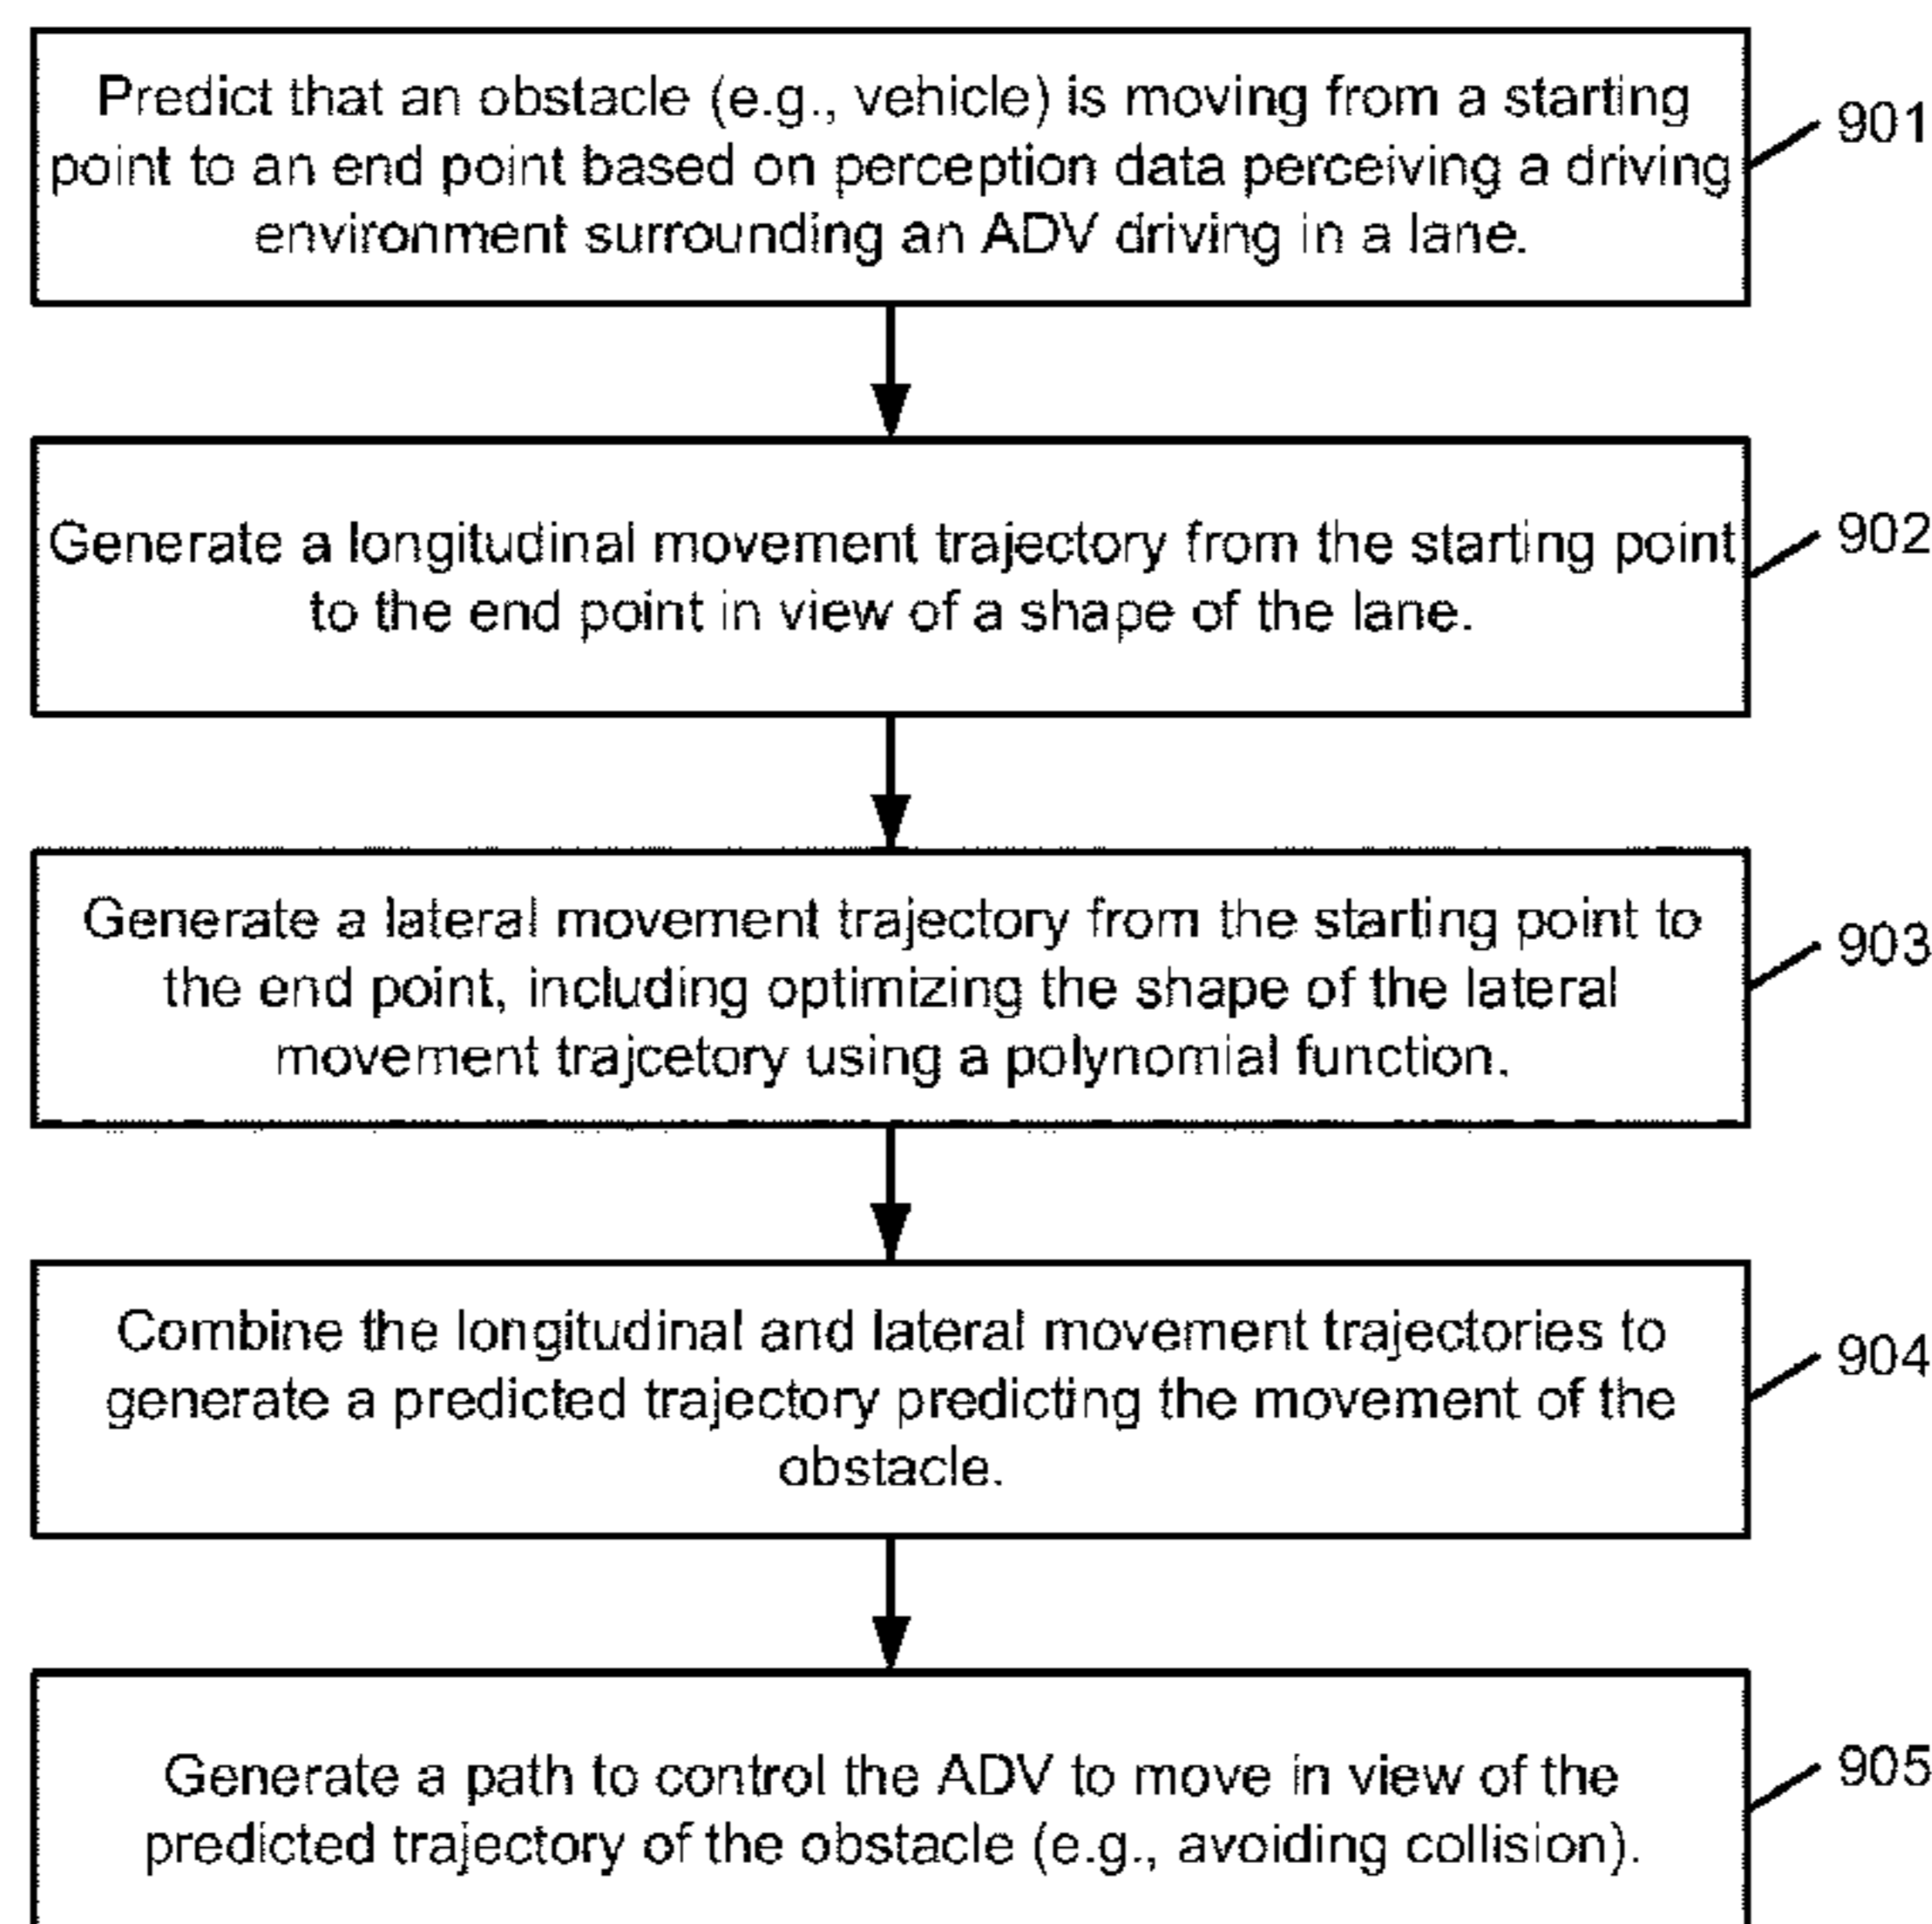 Predict that an obstacle (e.g., vehicle) is moving from a starting
point to an end point based on perception data perceiving a driving
environment surrounding an ADV driving in a lane.
901
Generate a longitudinal movement trajectory from the starting point
to the end point in view of a shape of the lane.
902
Generate a lateral movement trajectory from the starting point to
the end point, including optimizing the shape of the lateral
movement trajcetory using a polynomial function.
903
Combine the longitudinal and lateral movement trajectories to
generate a predicted trajectory predicting the movement of the
obstacle.
904
Generate a path to control the ADV to move in view of the
predicted trajectory of the obstacle (e.g., avoiding collision).
905